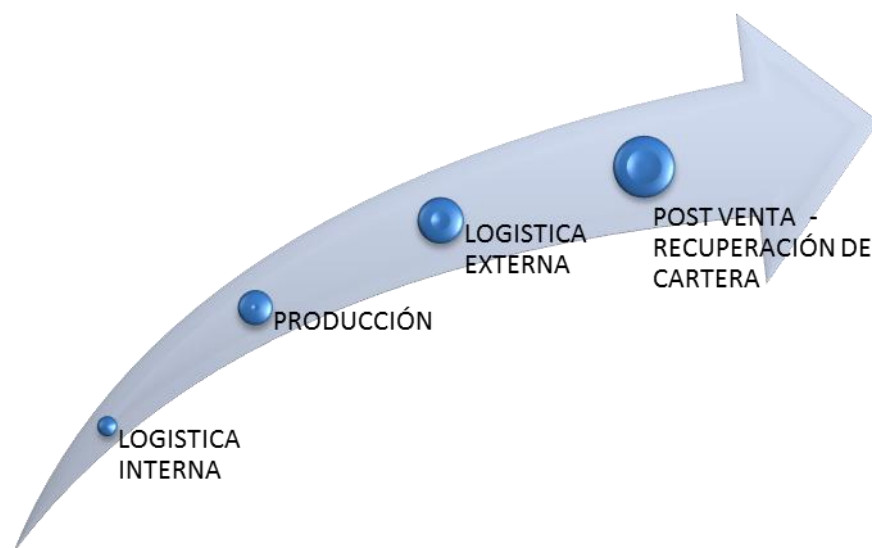 POST VENTA -
RECUPERACIÓN DE
CARTERA
LOGISTICA
EXTERNA
PRODUCCIÓN
LOGISTICA
INTERNA